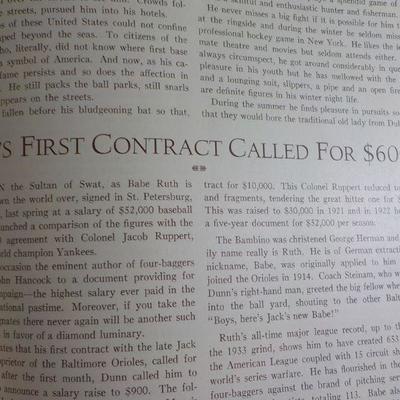 streets, pursued him into his hotels.
of these United States could not confine
aped beyond the seas. To citizens of the
ho, literally, did not know where first base
a symbol of America. And now, as his ca-
fame persists and so does the affection in
He still packs the ball parks, still snarls
appears on the streets.
fallen before his bludgeoning bat so that,
skilful and enthusiastic hunter and fisherman.
He never misses a big fight if it is possible for him t
at the ringside and during the winter he seldom miss
professional hockey game in New York. He likes the le
mate theatre and movies but seldom attends either.
always circumspect, he got around considerably in que
pleasure in his youth but he has mellowed with the
and a lounging suit, slippers, a pipe and an open fire
are definite figures in his winter night life.
During the summer he finds pleasure in pursuits so
that they would bore the traditional old lady from Dub
'S FIRST CONTRACT CALLED FOR $60
N the Sultan of Swat, as Babe Ruth is
wn the world over, signed in St. Petersburg,
last spring at a salary of $52,000 baseball
aunched a comparison of the figures with the
agreement with Colonel Jacob Ruppert,
rld champion Yankees.
occasion the eminent author of four-baggers
ohn Hancock to a document providing for
paign—the highest salary ever paid in the
ational pastime. Moreover, if you take the
gnates there never again will be another such
in favor of a diamond luminary.
ates that his first contract with the late Jack
oprietor of the Baltimore Orioles, called for
after the first month, Dunn called him to
announce a salary raise to $900. The fol-
tract for $10,000. This Colonel Ruppert reduced to
and fragments, tendering the great hitter one for $
This was raised to $30,000 in 1921 and in 1922 he
a five-year document for $52,000 per season.
The Bambino was christened George Herman and
ily name really is Ruth. He is of German extracti
nickname, Babe, was originally applied to him
joined the Orioles in 1914. Coach Steinam, who w
Dunn's right-hand man, greeted the big fellow whe
into the ball yard, shouting to the other Balt
"Boys, here's Jack's new Babe!"
Ruth's all-time major league record, up to th
the 1933 grind, shows him to have created 653
the American League coupled with 15 circuit sh
world's series warfare. He has flourished in the
four-baggers against the brand of pitching serv
totaling 113. Babe also